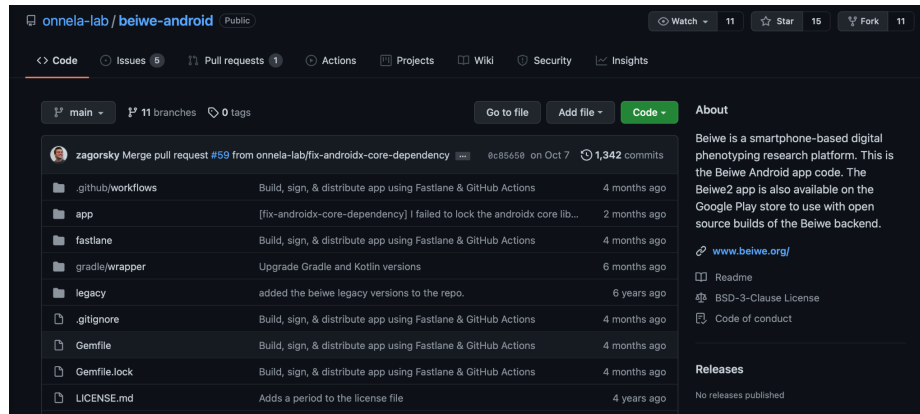 onnela-lab / beiwe-android Public
Watch 11 Star 15 Fork 11
<> Code Issues 5 Pull requests 1 Actions Projects Wiki Security Insights
main 11 branches 0 tags Go to file Add file Code
zagorsky Merge pull request #59 from onnela-lab/fix-androidx-core-dependency ... 0c85650 on Oct 7 1,342 commits
.github/workflows Build, sign, & distribute app using Fastlane & GitHub Actions 4 months ago
app [fix-androidx-core-dependency] I failed to lock the androidx core lib... 2 months ago
fastlane Build, sign, & distribute app using Fastlane & GitHub Actions 4 months ago
gradle/wrapper Upgrade Gradle and Kotlin versions 6 months ago
legacy added the beiwe legacy versions to the repo. 6 years ago
.gitignore Build, sign, & distribute app using Fastlane & GitHub Actions 4 months ago
Gemfile Build, sign, & distribute app using Fastlane & GitHub Actions 4 months ago
Gemfile.lock Build, sign, & distribute app using Fastlane & GitHub Actions 4 months ago
LICENSE.md Adds a period to the license file 4 years ago
About
Beiwe is a smartphone-based digital
phenotyping research platform. This is
the Beiwe Android app code. The
Beiwe2 app is also available on the
Google Play store to use with open
source builds of the Beiwe backend.
www.beiwe.org/
Readme
BSD-3-Clause License
Code of conduct
Releases
No releases published